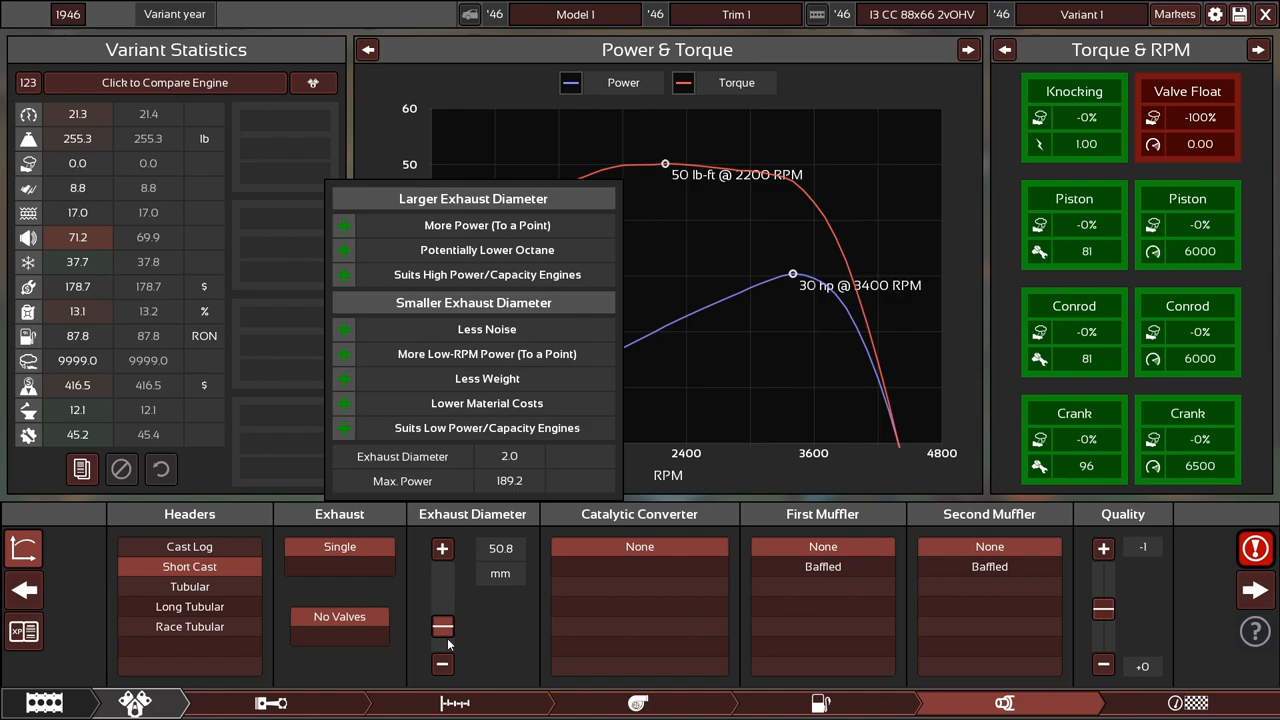 1946
Variant year
'46
Model 1
'46
Trim 1
'46
I3 CC 88x66 2vOHV
'46
Variant 1
Markets
Variant Statistics
123
Click to Compare Engine
21.3 21.4
255.3 255.3 lb
0.0 0.0
8.8 8.8
17.0 17.0
71.2 69.9
37.7 37.8
178.7 178.7 $
13.1 13.2 %
87.8 87.8 RON
9999.0 9999.0
416.5 416.5 $
12.1 12.1
45.2 45.4
Power & Torque
Power
Torque
60
50
50 lb-ft @ 2200 RPM
30 hp @ 3400 RPM
2400 3600 4800
RPM
Larger Exhaust Diameter
More Power (To a Point)
Potentially Lower Octane
Suits High Power/Capacity Engines
Smaller Exhaust Diameter
Less Noise
More Low-RPM Power (To a Point)
Less Weight
Lower Material Costs
Suits Low Power/Capacity Engines
Exhaust Diameter 2.0
Max. Power 189.2
Torque & RPM
Knocking
-0%
1.00
Valve Float
-100%
0.00
Piston
-0%
81
Piston
-0%
6000
Conrod
-0%
81
Conrod
-0%
6000
Crank
-0%
96
Crank
-0%
6500
Headers
Cast Log
Short Cast
Tubular
Long Tubular
Race Tubular
Exhaust
Single
No Valves
Exhaust Diameter
50.8
mm
Catalytic Converter
None
First Muffler
None
Baffled
Second Muffler
None
Baffled
Quality
-1
+0
XP